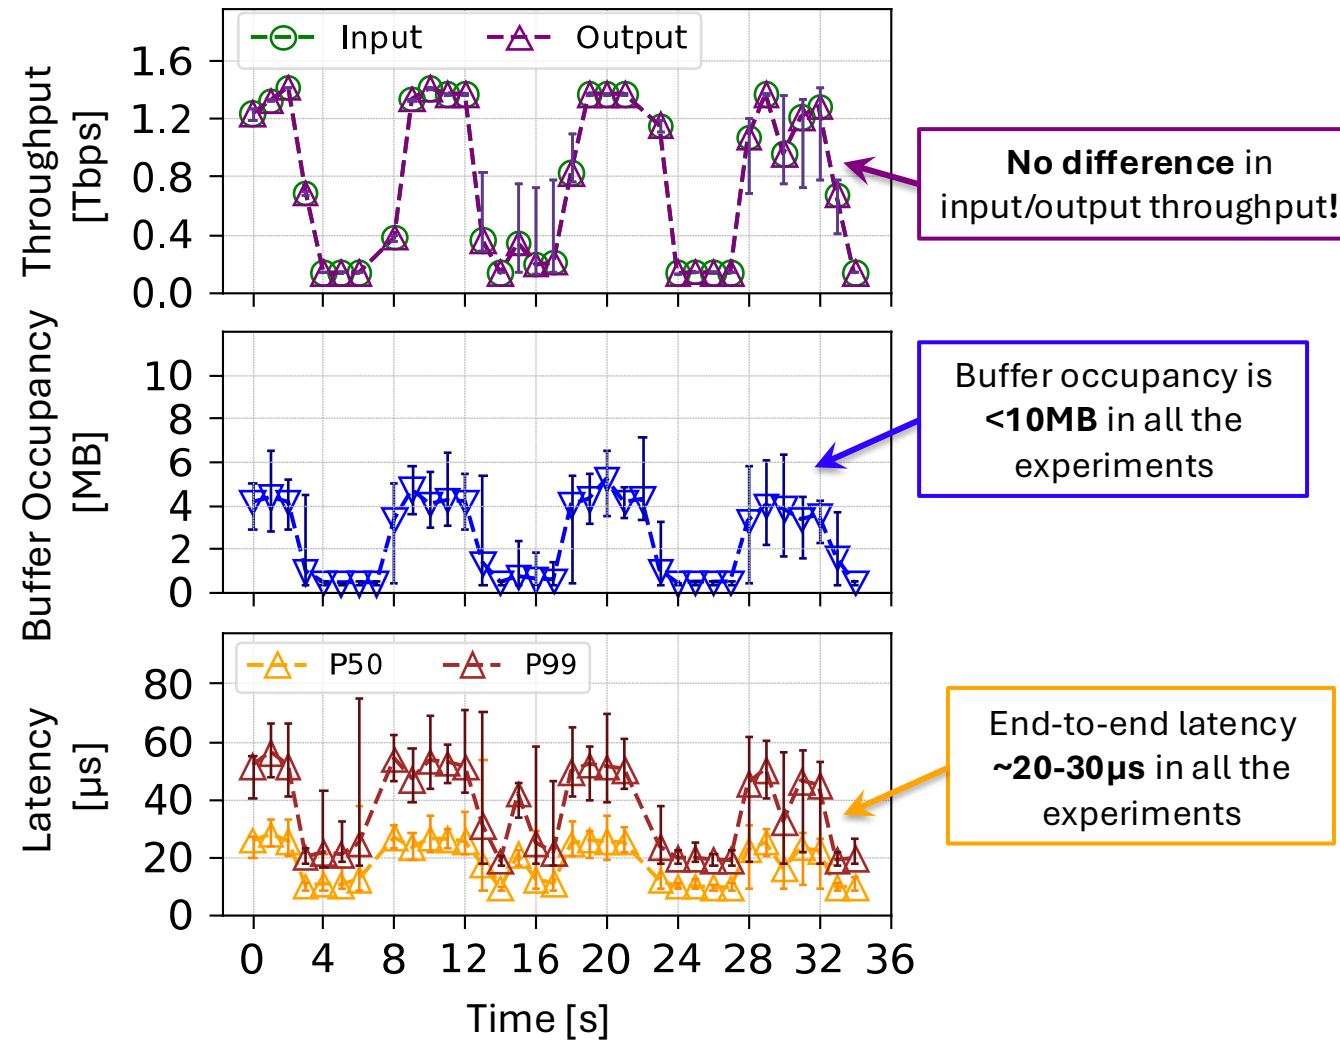 Throughput
[Tbps]
Input
Output
1.6
1.2
0.8
0.4
0.0
No difference in
input/output throughput!
Buffer Occupancy
[MB]
10
8
6
4
2
0
Buffer occupancy is
<10MB in all the
experiments
Latency
[µs]
P50
P99
80
60
40
20
0
End-to-end latency
~20-30µs in all the
experiments
0 4 8 12 16 20 24 28 32 36
Time [s]